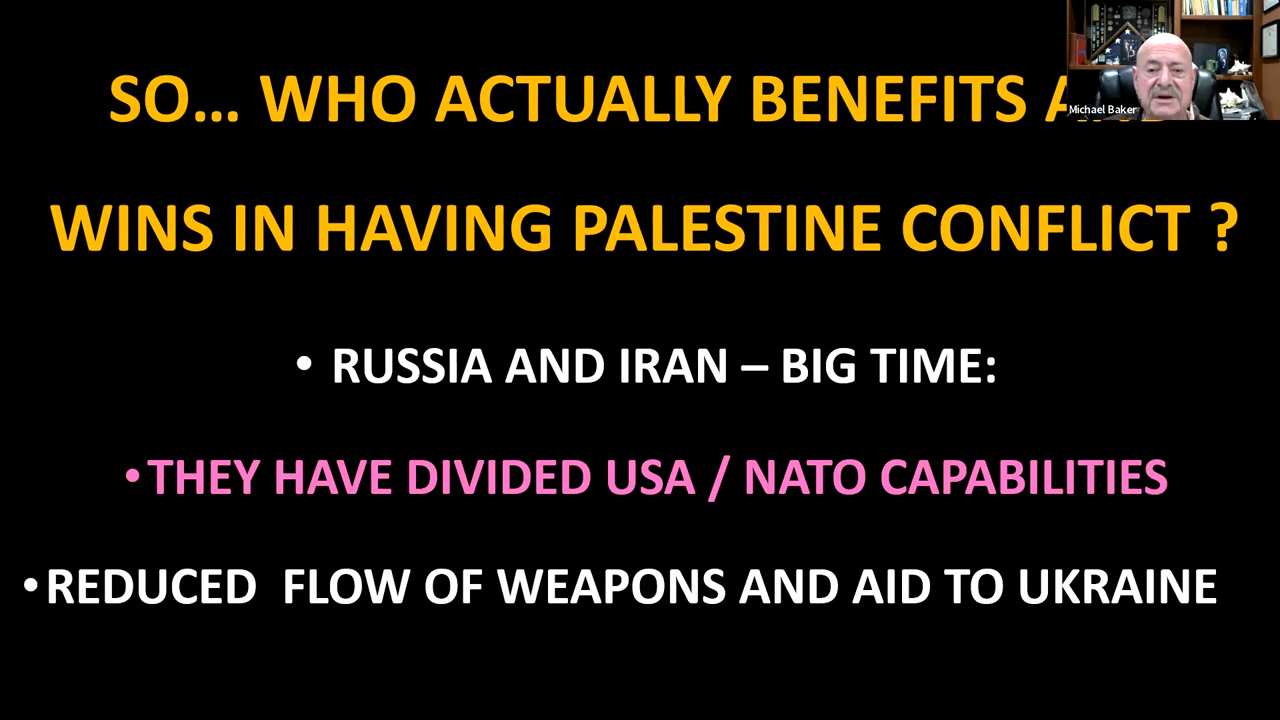 SO... WHO ACTUALLY BENEFITS
Michael Baker
WINS IN HAVING PALESTINE CONFLICT ?
• RUSSIA AND IRAN – BIG TIME:
• THEY HAVE DIVIDED USA / NATO CAPABILITIES
• REDUCED FLOW OF WEAPONS AND AID TO UKRAINE